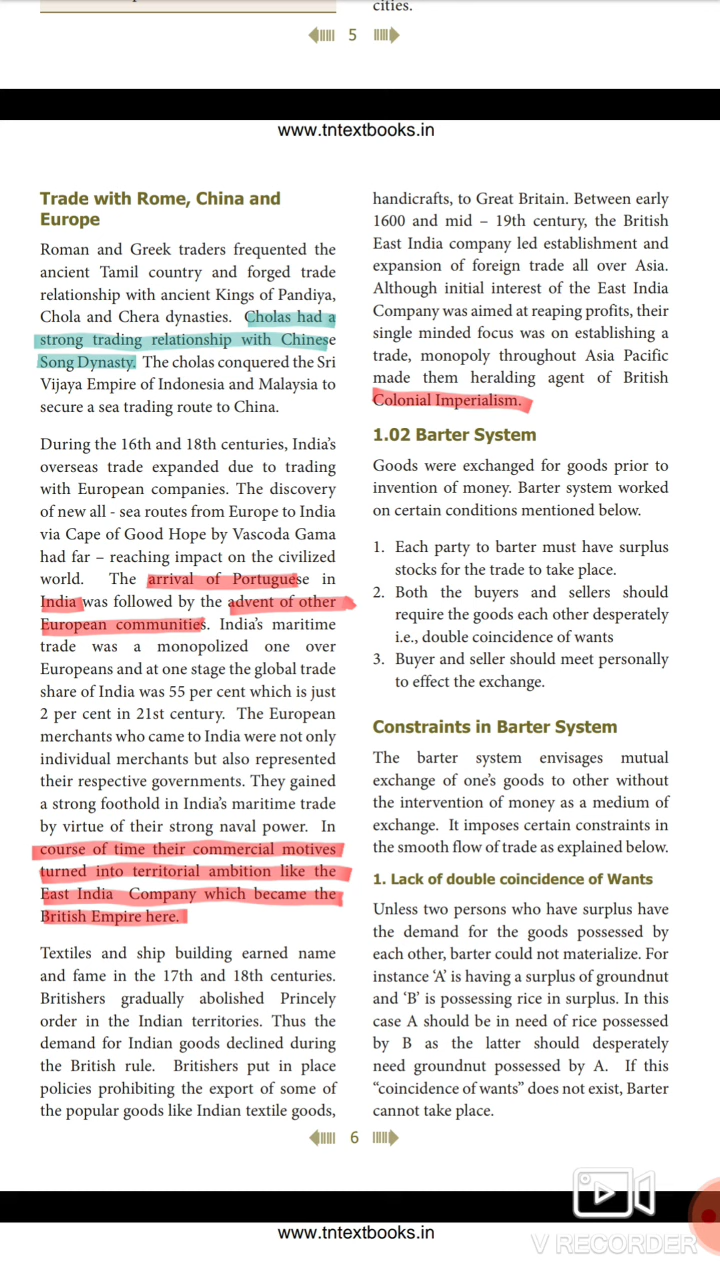 cities.
5
www.tntextbooks.in
Trade with Rome, China and
Europe
Roman and Greek traders frequented the
ancient Tamil country and forged trade
relationship with ancient Kings of Pandiya,
Chola and Chera dynasties. Cholas had a
strong trading relationship with Chinese
Song Dynasty. The cholas conquered the Sri
Vijaya Empire of Indonesia and Malaysia to
secure a sea trading route to China.
During the 16th and 18th centuries, India's
overseas trade expanded due to trading
with European companies. The discovery
of new all - sea routes from Europe to India
via Cape of Good Hope by Vascoda Gama
had far – reaching impact on the civilized
world. The arrival of Portuguese in
India was followed by the advent of other
European communities. India's maritime
trade was a monopolized one over
Europeans and at one stage the global trade
share of India was 55 per cent which is just
2 per cent in 21st century. The European
merchants who came to India were not only
individual merchants but also represented
their respective governments. They gained
a strong foothold in India's maritime trade
by virtue of their strong naval power. In
course of time their commercial motives
turned into territorial ambition like the
East India Company which became the
British Empire here.
Textiles and ship building earned name
and fame in the 17th and 18th centuries.
Britishers gradually abolished Princely
order in the Indian territories. Thus the
demand for Indian goods declined during
the British rule. Britishers put in place
policies prohibiting the export of some of
the popular goods like Indian textile goods,
handicrafts, to Great Britain. Between early
1600 and mid – 19th century, the British
East India company led establishment and
expansion of foreign trade all over Asia.
Although initial interest of the East India
Company was aimed at reaping profits, their
single minded focus was on establishing a
trade, monopoly throughout Asia Pacific
made them heralding agent of British
Colonial Imperialism.
1.02 Barter System
Goods were exchanged for goods prior to
invention of money. Barter system worked
on certain conditions mentioned below.
1. Each party to barter must have surplus
stocks for the trade to take place.
2. Both the buyers and sellers should
require the goods each other desperately
i.e., double coincidence of wants
3. Buyer and seller should meet personally
to effect the exchange.
Constraints in Barter System
The barter system envisages mutual
exchange of one's goods to other without
the intervention of money as a medium of
exchange. It imposes certain constraints in
the smooth flow of trade as explained below.
1. Lack of double coincidence of Wants
Unless two persons who have surplus have
the demand for the goods possessed by
each other, barter could not materialize. For
instance 'A' is having a surplus of groundnut
and 'B' is possessing rice in surplus. In this
case A should be in need of rice possessed
by B as the latter should desperately
need groundnut possessed by A. If this
"coincidence of wants" does not exist, Barter
cannot take place.
6
www.tntextbooks.in
V RECORDER